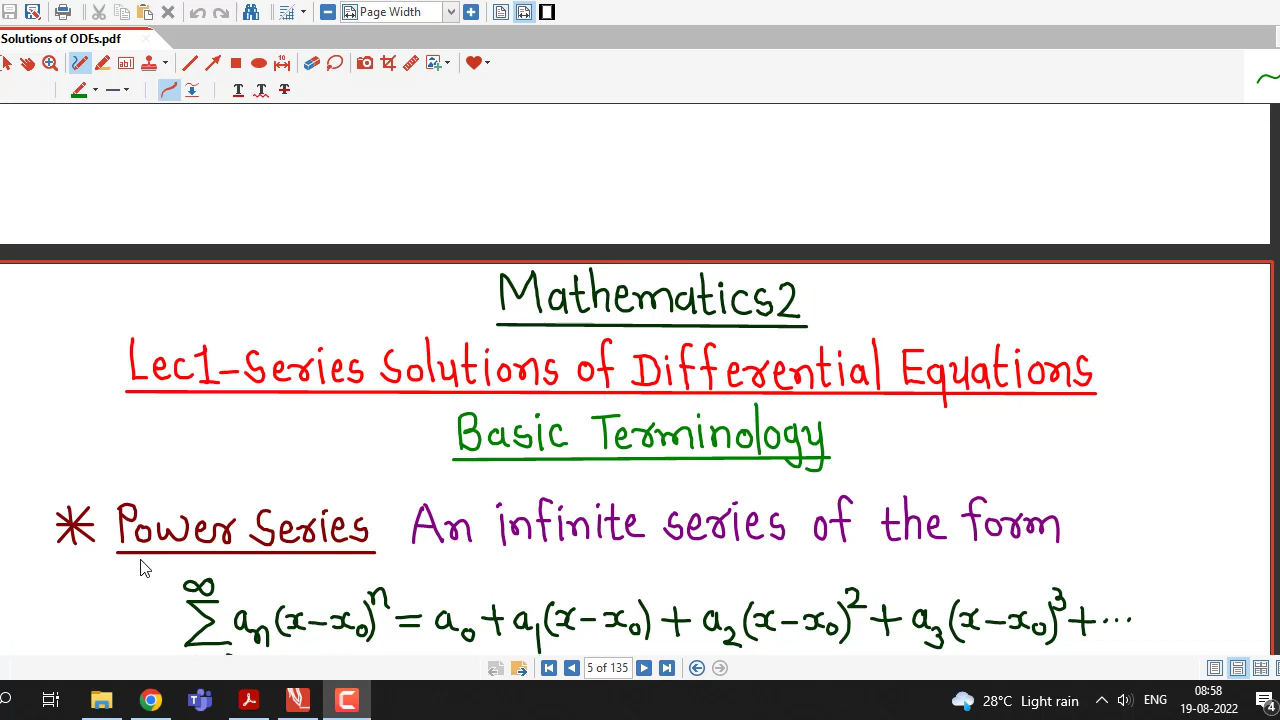 Page Width
Solutions of ODEs.pdf
Mathematics2
Lec1-Series Solutions of Differential Equations
Basic Terminology
* Power Series An infinite series of the form
∞
∑ aₙ(x-x₀)ⁿ = a₀ + a₁(x-x₀) + a₂(x-x₀)² + a₃(x-x₀)³ + ...
5 of 135
28°C Light rain ENG 08:58
19-08-2022 4